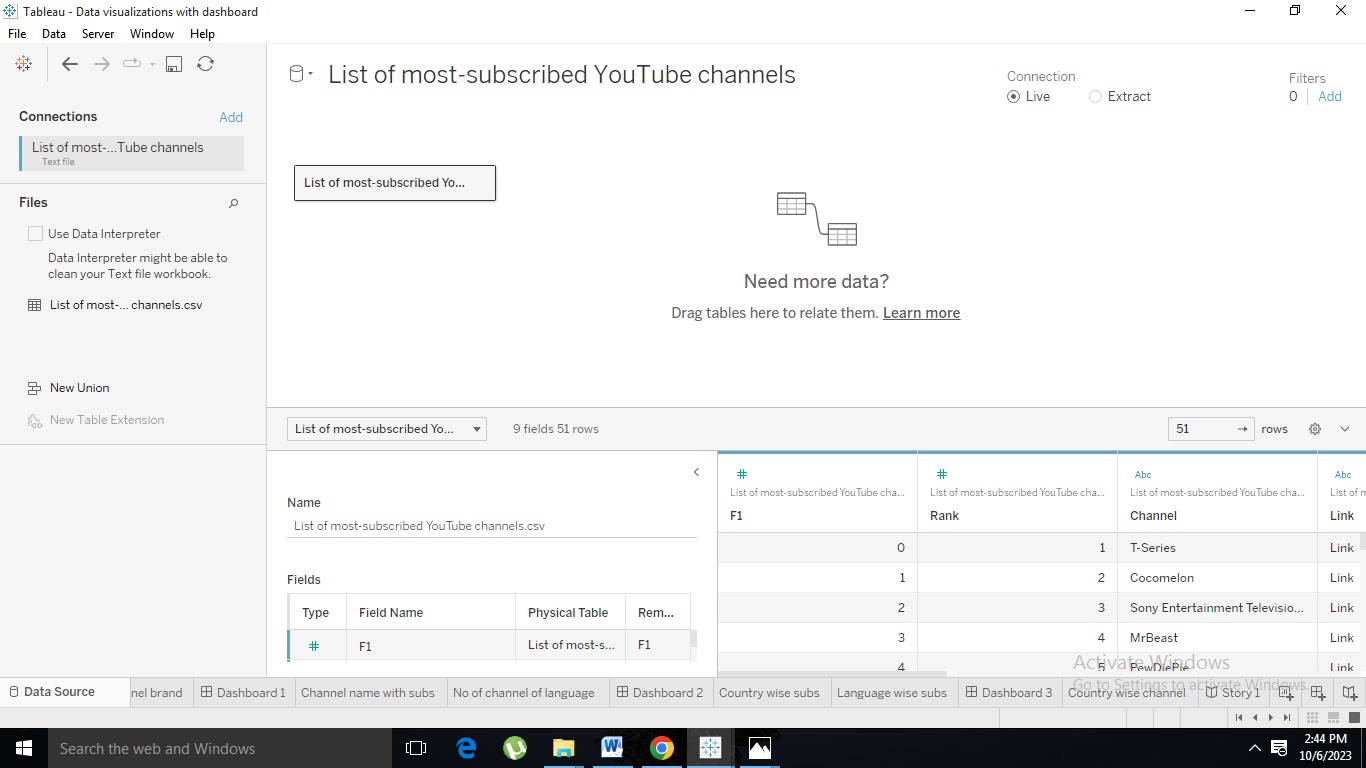 Tableau - Data visualizations with dashboard
File Data Server Window Help
List of most-subscribed YouTube channels
Connection
Live Extract
Filters
0 Add
Connections Add
List of most-...Tube channels
Text file
List of most-subscribed Yo...
Files
Use Data Interpreter
Data Interpreter might be able to
clean your Text file workbook.
List of most-... channels.csv
New Union
New Table Extension
Need more data?
Drag tables here to relate them. Learn more
List of most-subscribed Yo... 9 fields 51 rows 51 rows
Name
List of most-subscribed YouTube channels.csv
Fields
Type Field Name Physical Table Rem...
F1 List of most-s... F1
# # Abc Abc
List of most-subscribed YouTube cha... List of most-subscribed YouTube cha... List of most-subscribed YouTube cha... List of m
F1 Rank Channel Link
0 1 T-Series Link
1 2 Cocomelon Link
2 3 Sony Entertainment Televisio... Link
3 4 MrBeast Link
4 5 PewDiePie Link
Activate Windows
Go to Settings to activate Windows.
Data Source nel brand Dashboard 1 Channel name with subs No of channel of language Dashboard 2 Country wise subs Language wise subs Dashboard 3 Country wise channel Story 1
Search the web and Windows
2:44 PM
10/6/2023